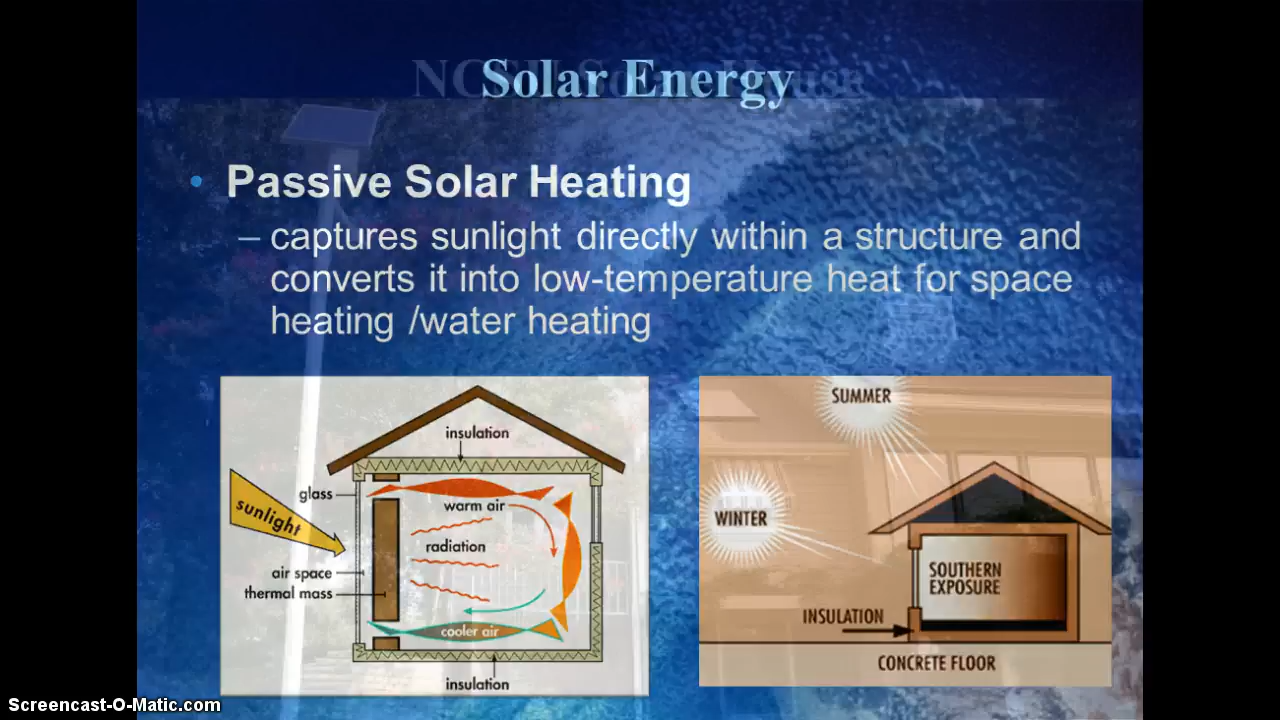 Solar Energy
• Passive Solar Heating
– captures sunlight directly within a structure and
converts it into low-temperature heat for space
heating /water heating
insulation
glass
sunlight
warm air
radiation
air space
thermal mass
cooler air
insulation
SUMMER
WINTER
SOUTHERN
EXPOSURE
INSULATION
CONCRETE FLOOR
Screencast-O-Matic.com